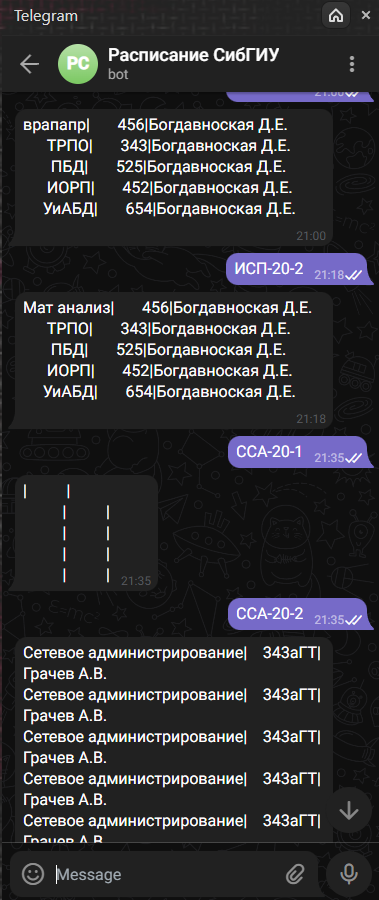 Telegram
РС
Расписание СибГИУ
bot
21:00
врапапр| 456|Богдавноская Д.Е.
ТРПО| 343|Богдавноская Д.Е.
ПБД| 525|Богдавноская Д.Е.
ИОРП| 452|Богдавноская Д.Е.
УиАБД| 654|Богдавноская Д.Е.
21:00
ИСП-20-2 21:18
Мат анализ| 456|Богдавноская Д.Е.
ТРПО| 343|Богдавноская Д.Е.
ПБД| 525|Богдавноская Д.Е.
ИОРП| 452|Богдавноская Д.Е.
УиАБД| 654|Богдавноская Д.Е.
21:18
ССА-20-1 21:35
| |
| |
| |
| |
| |
21:35
ССА-20-2 21:35
Сетевое администрирование| 343аГТ|
Грачев А.В.
Сетевое администрирование| 343аГТ|
Грачев А.В.
Сетевое администрирование| 343аГТ|
Грачев А.В.
Сетевое администрирование| 343аГТ|
Грачев А.В.
Сетевое администрирование| 343аГТ|
Грачев А.В.
Message